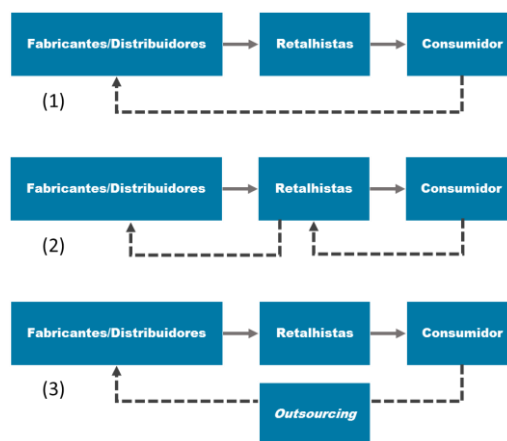 Fabricantes/Distribuidores Retalhistas Consumidor
(1)
Fabricantes/Distribuidores Retalhistas Consumidor
(2)
Fabricantes/Distribuidores Retalhistas Consumidor
(3)
Outsourcing